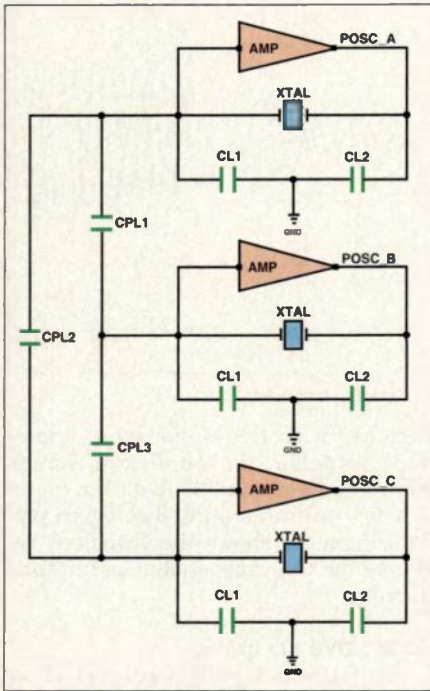 AMP
POSC_A
XTAL
CL1
CL2
GND
CPL1
AMP
POSC_B
XTAL
CPL2
CL1
CL2
GND
CPL3
AMP
POSC_C
XTAL
CL1
CL2
GND